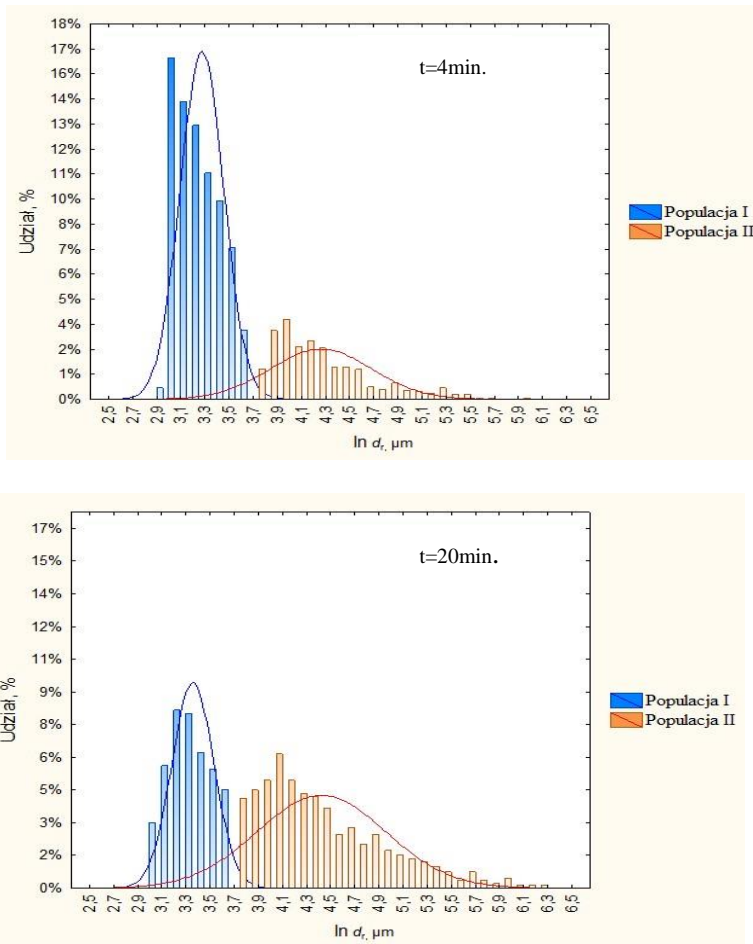 18%
17%
16%
14%
13%
12%
11%
10%
9%
8%
7%
6%
5%
4%
2%
1%
0%
Udział, %
t=4min.
Populacja I
Populacja II
2,5 2,7 2,9 3,1 3,3 3,5 3,7 3,9 4,1 4,3 4,5 4,7 4,9 5,1 5,3 5,5 5,7 5,9 6,1 6,3 6,5
ln dr, µm
17%
15%
14%
12%
11%
9%
8%
6%
5%
3%
2%
0%
Udział, %
t=20min.
Populacja I
Populacja II
2,5 2,7 2,9 3,1 3,3 3,5 3,7 3,9 4,1 4,3 4,5 4,7 4,9 5,1 5,3 5,5 5,7 5,9 6,1 6,3 6,5
ln dr, µm